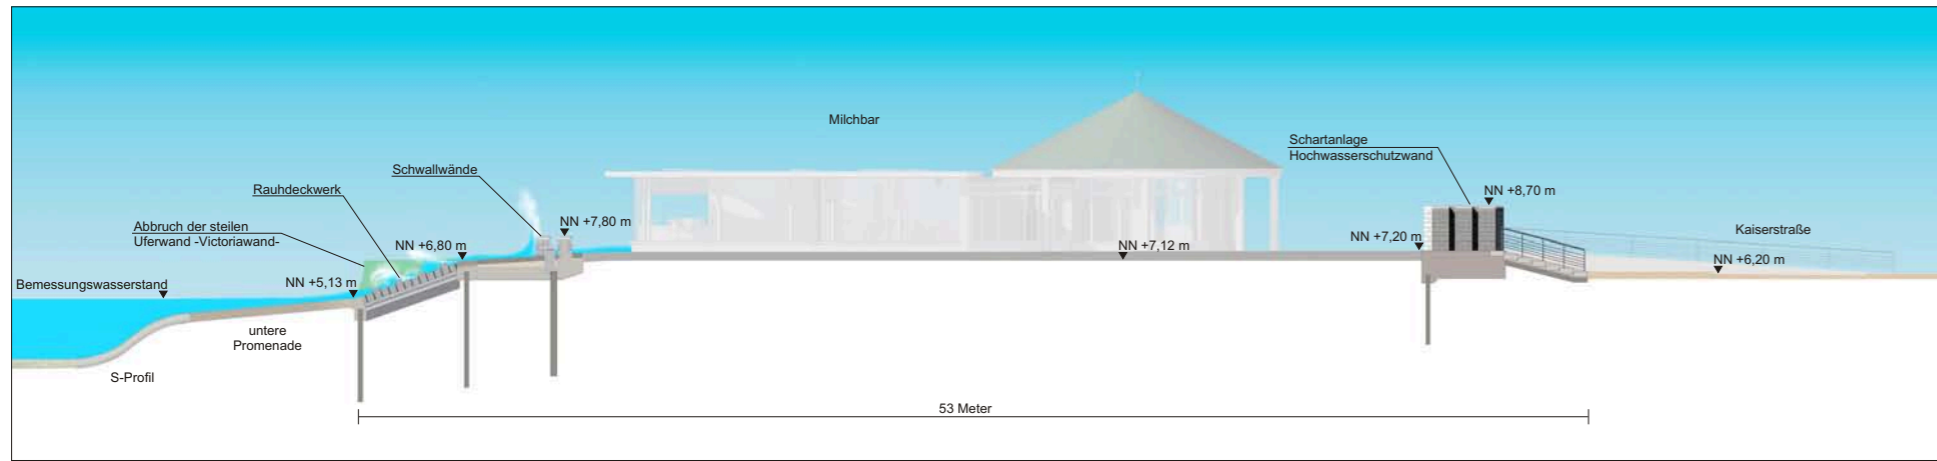 Milchbar
Schartanlage
Hochwasserschutzwand
Schwallwände
Rauhdeckwerk
Abbruch der steilen
Uferwand -Victoriawand-
NN +8,70 m
NN +7,80 m
Kaiserstraße
NN +7,20 m
NN +6,80 m
NN +7,12 m
NN +6,20 m
Bemessungswasserstand
NN +5,13 m
untere
Promenade
S-Profil
53 Meter